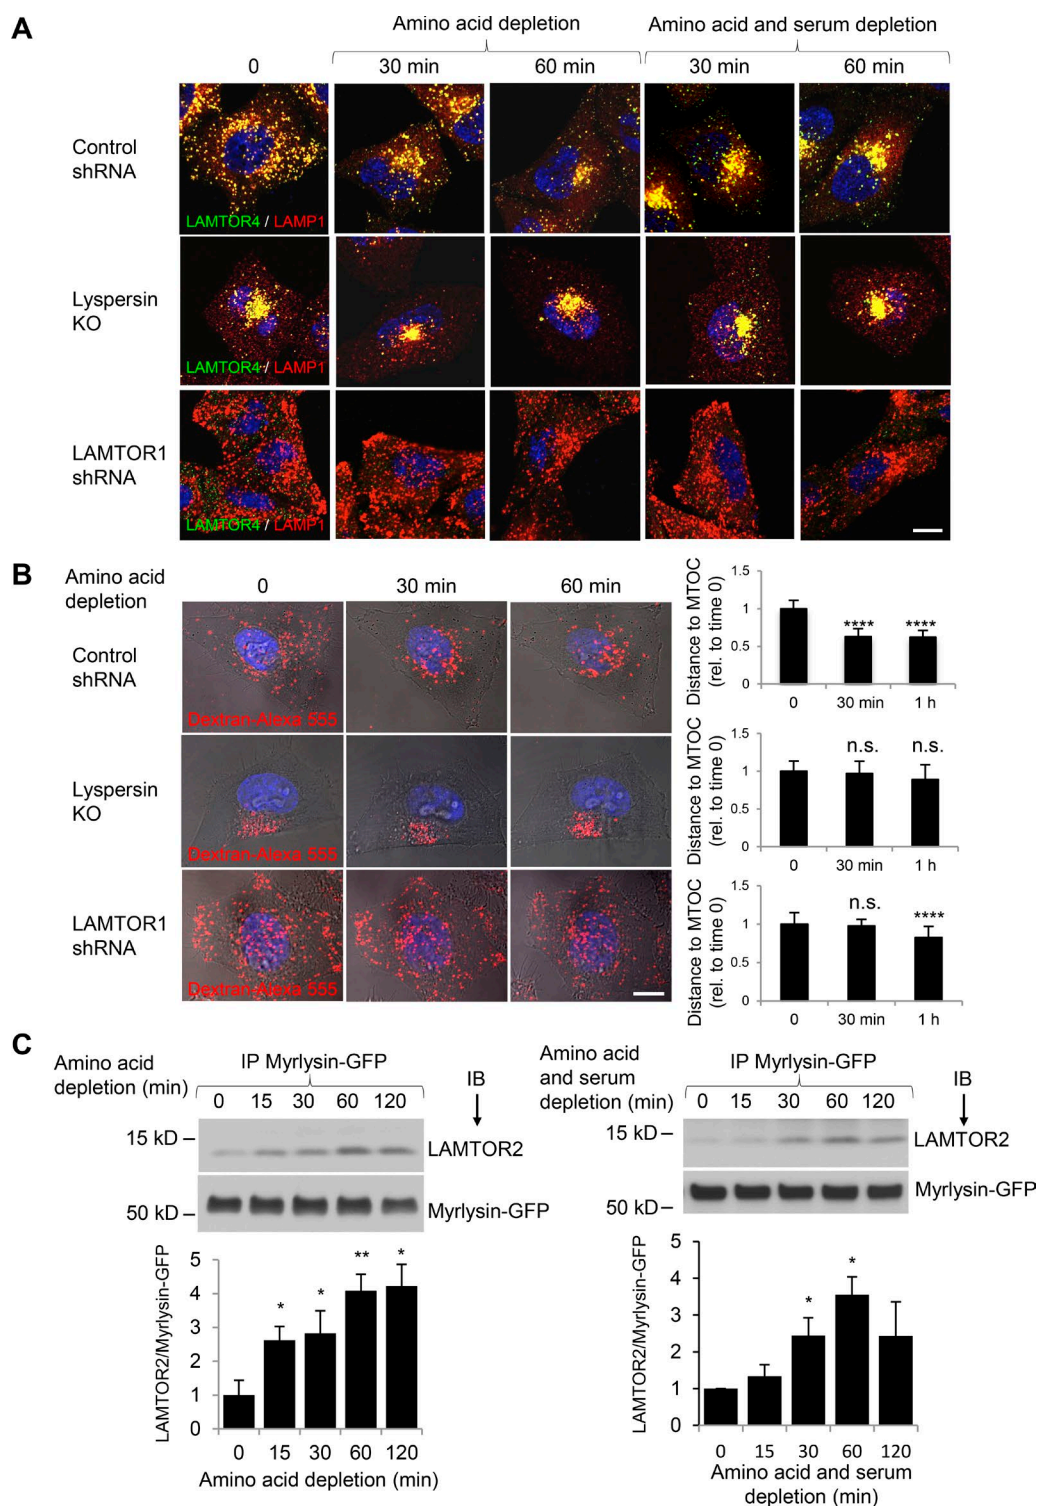 A
Amino acid depletion
Amino acid and serum depletion
0
30 min
60 min
30 min
60 min
Control
shRNA
LAMTOR4 / LAMP1
Lyspersin
KO
LAMTOR4 / LAMP1
LAMTOR1
shRNA
LAMTOR4 / LAMP1
B
Amino acid
depletion
0
30 min
60 min
Control
shRNA
Dextran-Alexa 555
Lyspersin
KO
Dextran-Alexa 555
LAMTOR1
shRNA
Dextran-Alexa 555
Distance to MTOC
(rel. to time 0)
1.5
1
0.5
0
****
****
0
30 min
1 h
Distance to MTOC
(rel. to time 0)
1.5
1
0.5
0
n.s.
n.s.
0
30 min
1 h
Distance to MTOC
(rel. to time 0)
1.5
1
0.5
0
n.s.
****
0
30 min
1 h
C
Amino acid
depletion (min)
IP Myrlysin-GFP
0 15 30 60 120
IB
15 kD
LAMTOR2
50 kD
Myrlysin-GFP
LAMTOR2/Myrlysin-GFP
5
4
3
2
1
0
*
*
**
*
0 15 30 60 120
Amino acid depletion (min)
Amino acid
and serum
depletion (min)
IP Myrlysin-GFP
0 15 30 60 120
IB
15 kD
LAMTOR2
50 kD
Myrlysin-GFP
LAMTOR2/Myrlysin-GFP
5
4
3
2
1
0
*
*
0 15 30 60 120
Amino acid and serum
depletion (min)